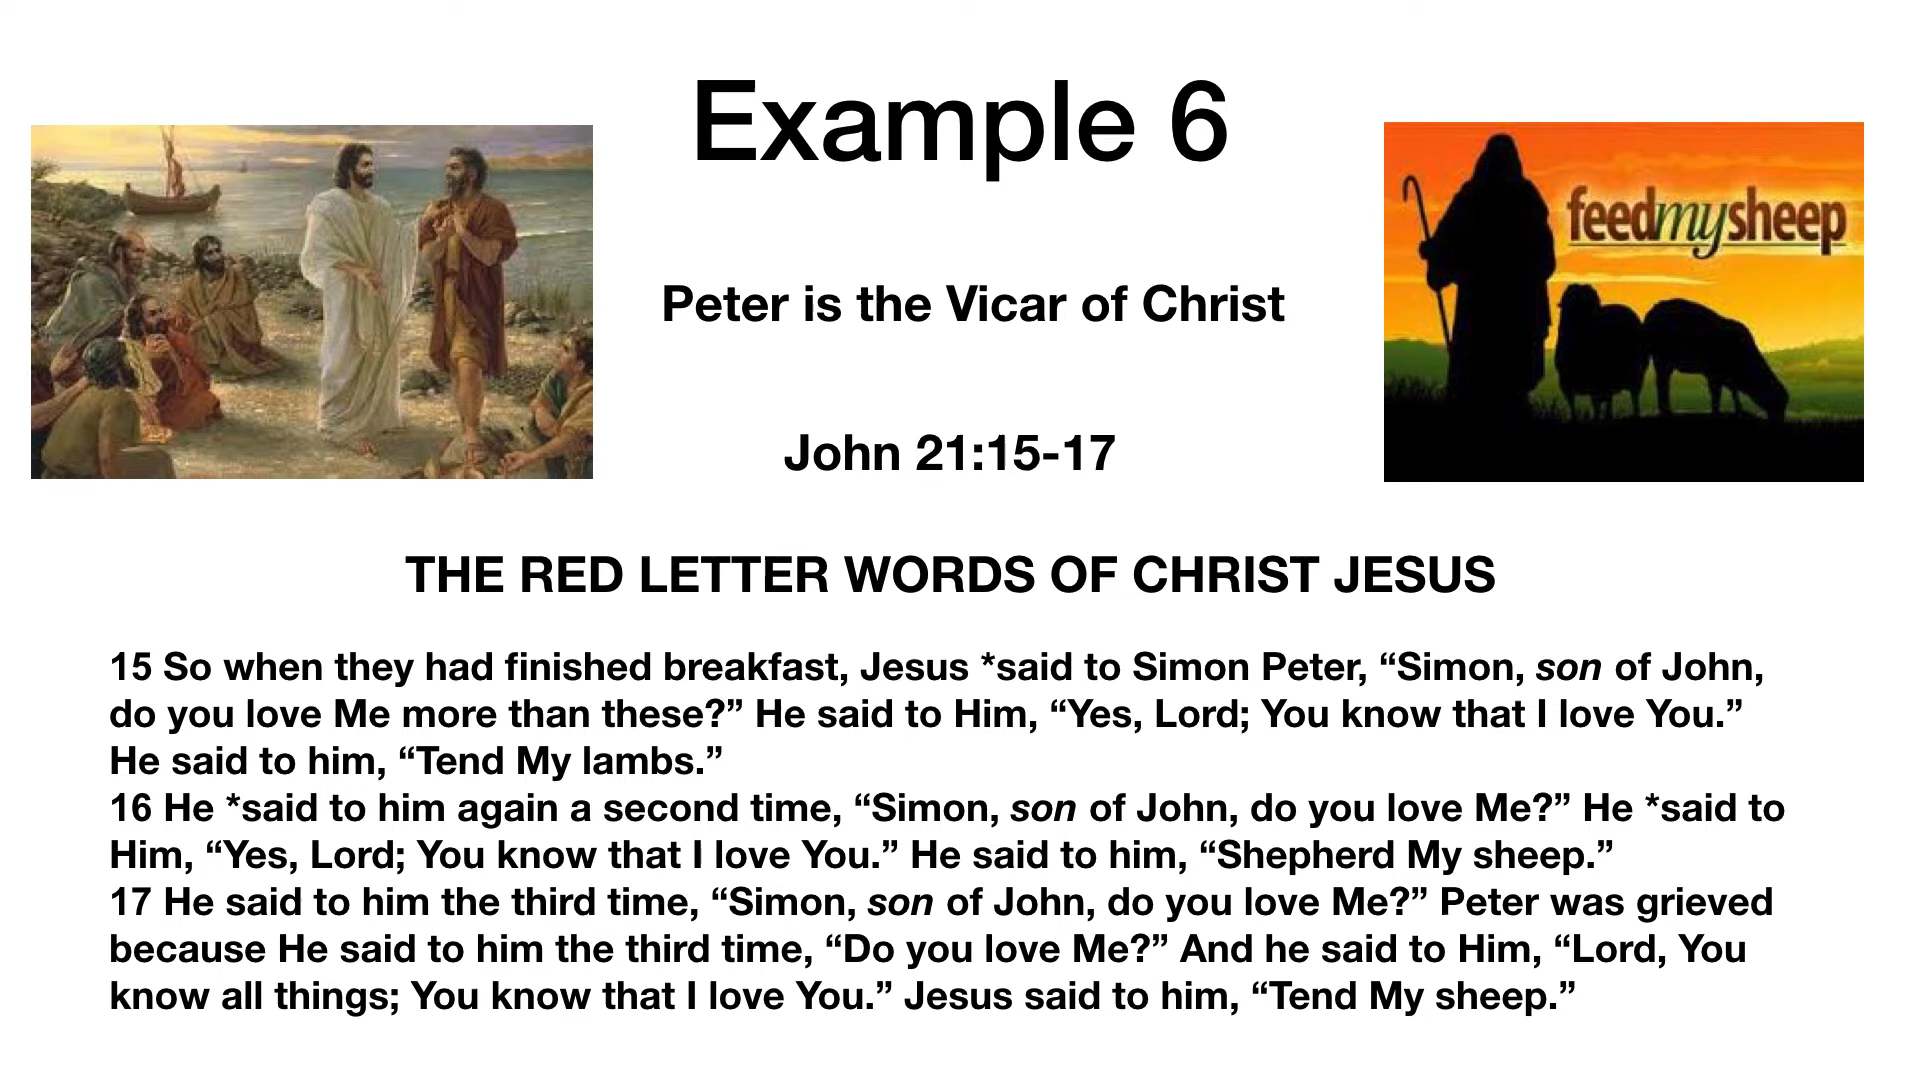 Example 6
feedmysheep
Peter is the Vicar of Christ
John 21:15-17
THE RED LETTER WORDS OF CHRIST JESUS
15 So when they had finished breakfast, Jesus *said to Simon Peter, “Simon, son of John,
do you love Me more than these?” He said to Him, “Yes, Lord; You know that I love You.”
He said to him, “Tend My lambs.”
16 He *said to him again a second time, “Simon, son of John, do you love Me?” He *said to
Him, “Yes, Lord; You know that I love You.” He said to him, “Shepherd My sheep.”
17 He said to him the third time, “Simon, son of John, do you love Me?” Peter was grieved
because He said to him the third time, “Do you love Me?” And he said to Him, “Lord, You
know all things; You know that I love You.” Jesus said to him, “Tend My sheep.”